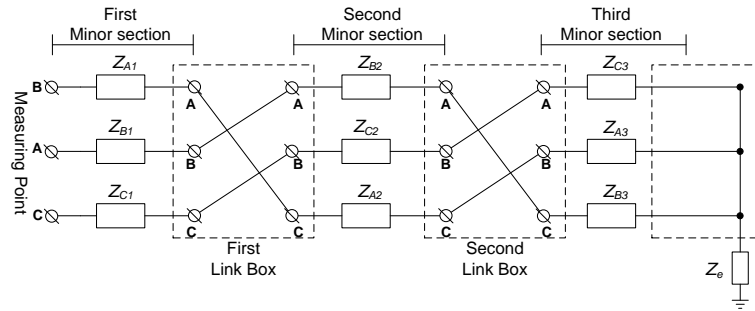 First
Minor section
Second
Minor section
Third
Minor section
Measuring Point
B Z_A1 A A Z_B2 A A Z_C3
A Z_B1 B B Z_C2 B B Z_A3
C Z_C1 C C Z_A2 C C Z_B3
First
Link Box
Second
Link Box
Z_e